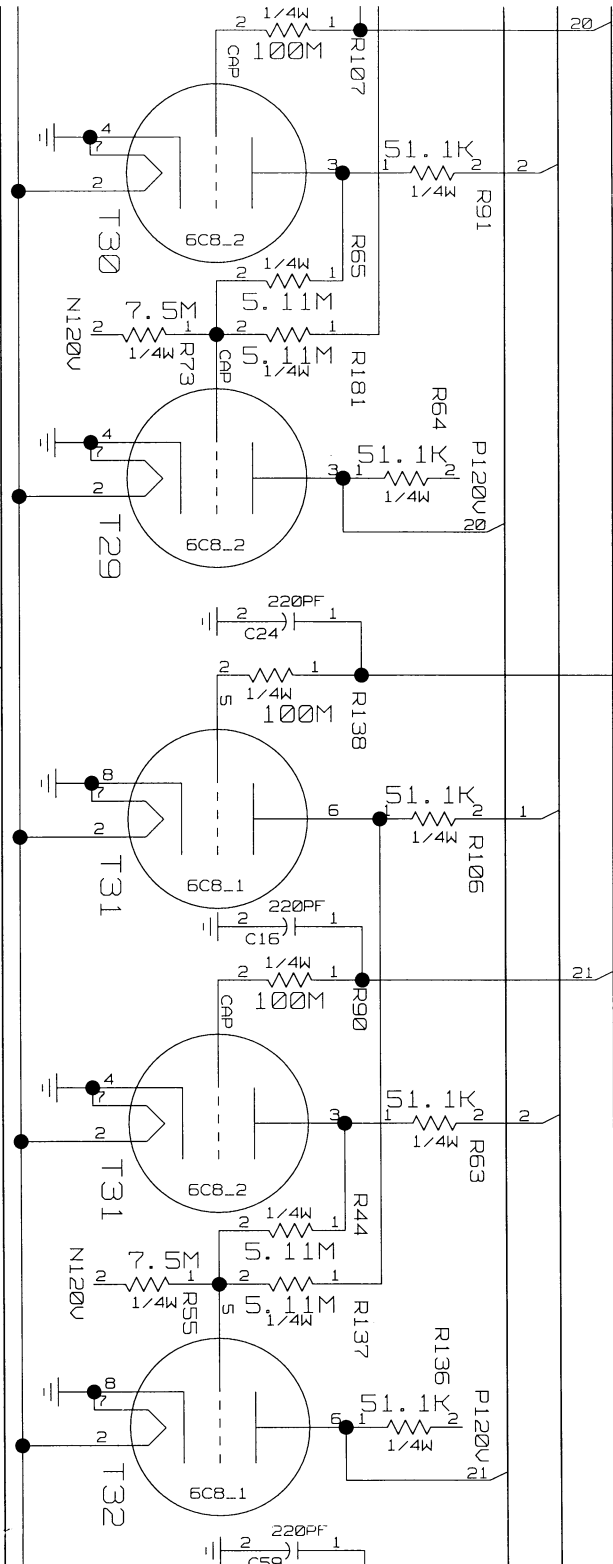 2 1/4W 1 20
100M
R107
CAP
4
7
2
3 1 51.1K 2 2
1/4W
R91
6C8_2
T30
R65
1/4W
2 1
5.11M
N120V
7.5M
2 1
1/4W
R73
2 1
5.11M
1/4W
R181
CAP
R64
4
7
2
3 1 51.1K 2
1/4W
P120V
20
6C8_2
T29
220PF
2 1
C24
2 1
1/4W
100M
R138
5
8
7
2
6 1 51.1K 2 1
1/4W
R106
6C8_1
T31
220PF
2 1
C16
1/4W
2 1 21
100M
R90
CAP
4
7
2
3 1 51.1K 2 2
1/4W
R63
6C8_2
T31
R44
1/4W
2 1
5.11M
N120V
7.5M
2 1
1/4W
R55
2 1
5.11M
1/4W
R137
5
R136
8
7
2
6 1 51.1K 2
1/4W
P120V
21
6C8_1
T32
220PF
2 1
C59